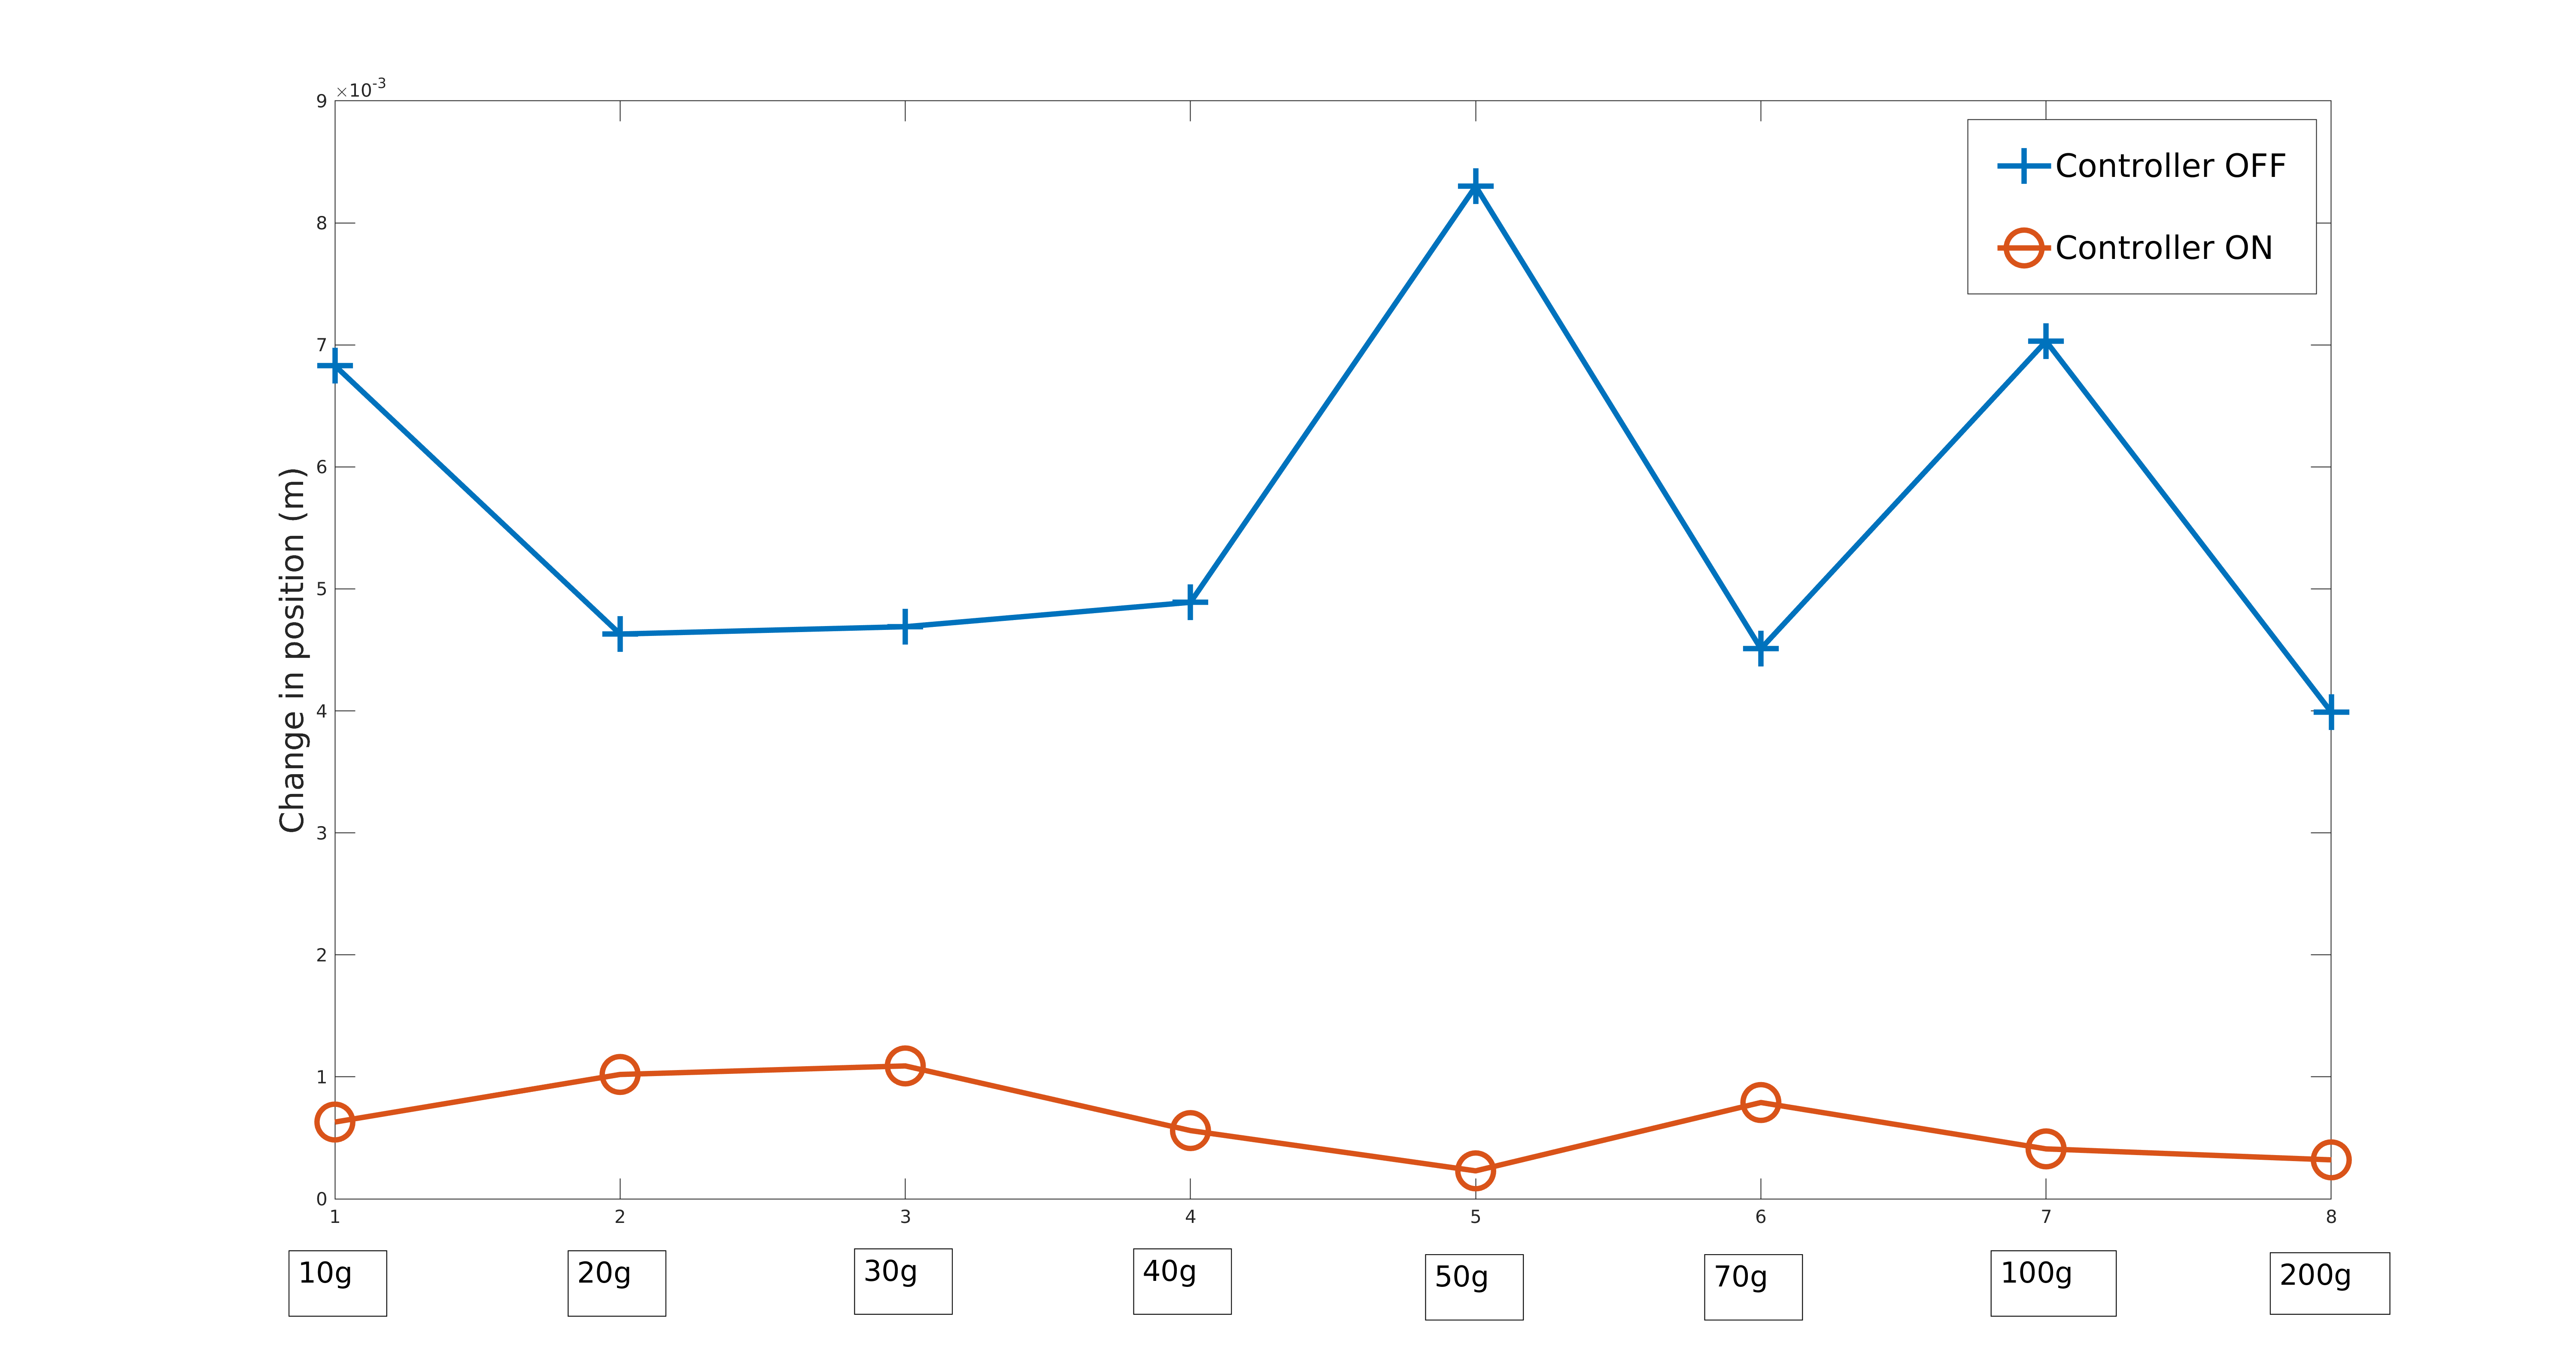 ×10-3
9
8
7
6
5
4
3
2
1
0
Change in position (m)
Controller OFF
Controller ON
1 2 3 4 5 6 7 8
10g 20g 30g 40g 50g 70g 100g 200g